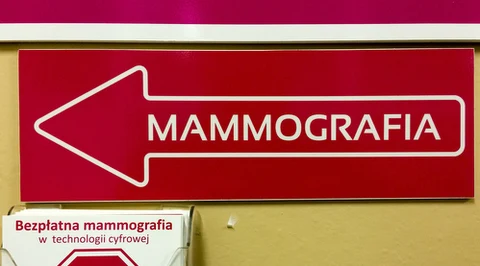 MAMMOGRAFIA
Bezpłatna mammografia
w technologii cyfrowej